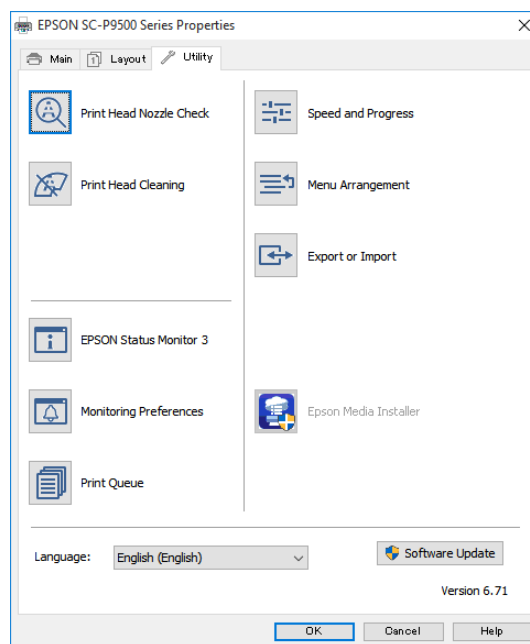 EPSON SC-P9500 Series Properties
Main
Layout
Utility
Print Head Nozzle Check
Print Head Cleaning
EPSON Status Monitor 3
Monitoring Preferences
Print Queue
Speed and Progress
Menu Arrangement
Export or Import
Epson Media Installer
Language:
English (English)
Software Update
Version 6.71
OK
Cancel
Help